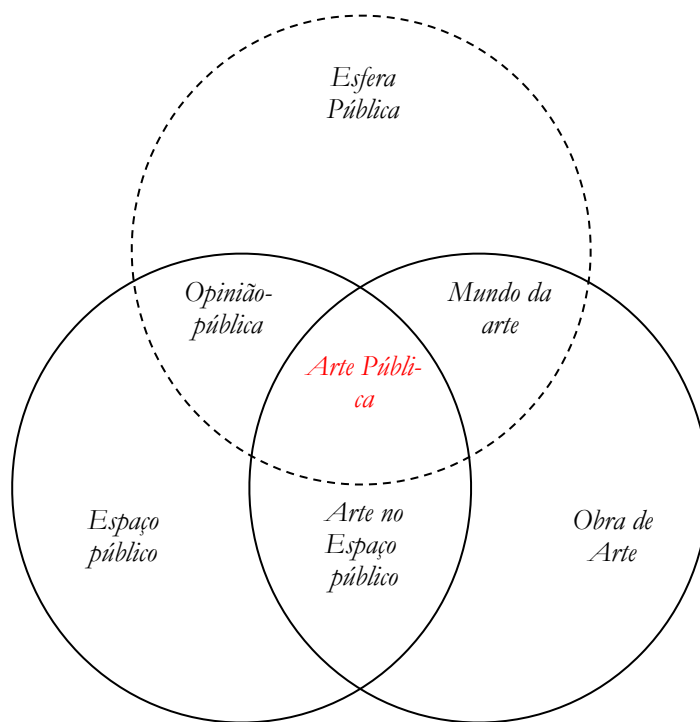 Esfera
Pública
Opinião-
pública
Mundo da
arte
Arte Públi-
ca
Espaço
público
Arte no
Espaço
público
Obra de
Arte